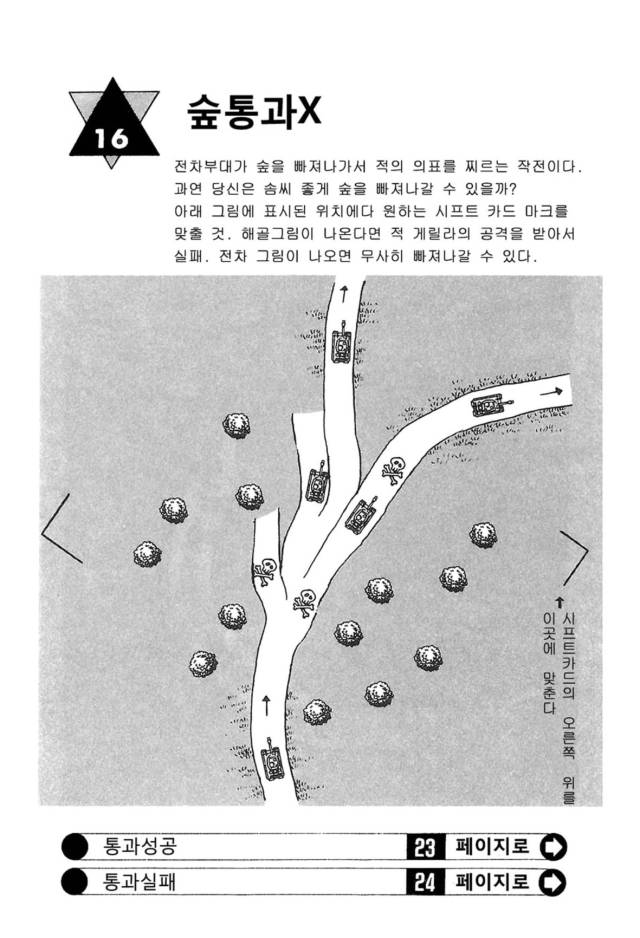 16
숲통과X
전차부대가 숲을 빠져나가서 적의 의표를 찌르는 작전이다.
과연 당신은 솜씨 좋게 숲을 빠져나갈 수 있을까?
아래 그림에 표시된 위치에다 원하는 시프트 카드 마크를
맞출 것. 해골그림이 나온다면 적 게릴라의 공격을 받아서
실패. 전차 그림이 나오면 무사히 빠져나갈 수 있다.
↑시프트카드의 오른쪽 위를
이곳에 맞춘다
통과성공 23 페이지로
통과실패 24 페이지로